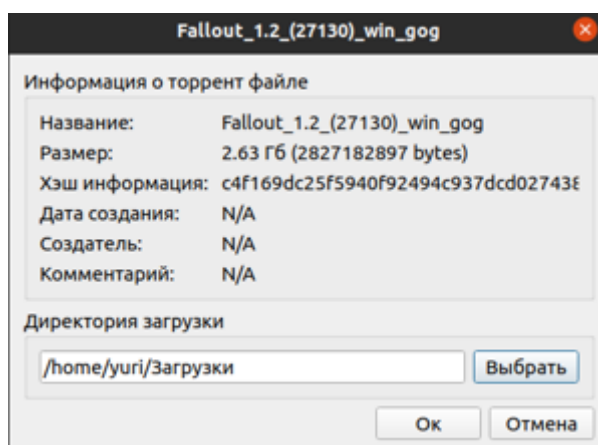 Fallout_1.2_(27130)_win_gog
Информация о торрент файле
Название: Fallout_1.2_(27130)_win_gog
Размер: 2.63 Гб (2827182897 bytes)
Хэш информация: c4f169dc25f5940f92494c937dcd027438
Дата создания: N/A
Создатель: N/A
Комментарий: N/A
Директория загрузки
/home/yuri/Загрузки Выбрать
Ок Отмена